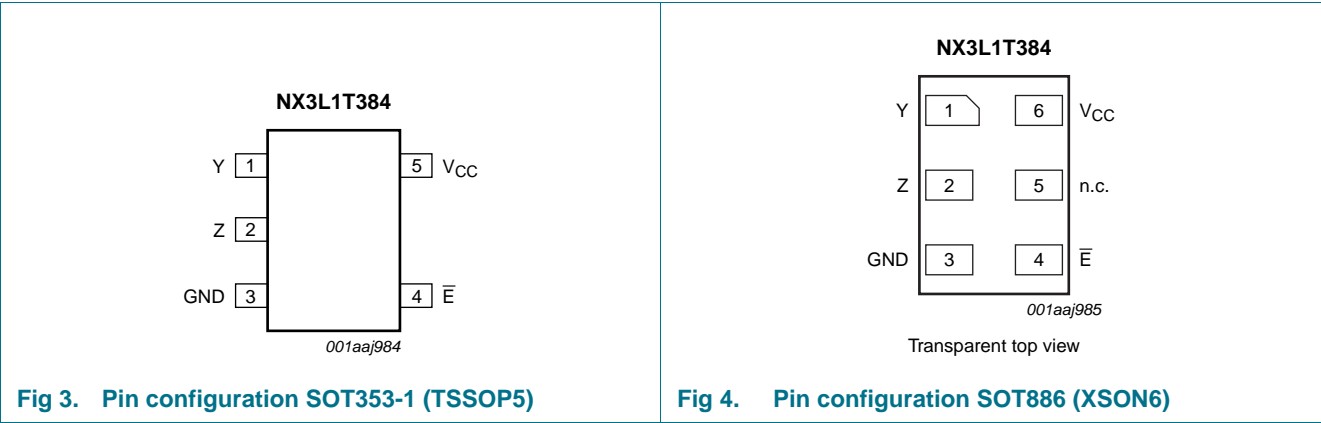 NX3L1T384
Y 1 5 VCC
Z 2
GND 3 4 E̅
001aaj984
Fig 3. Pin configuration SOT353-1 (TSSOP5)
NX3L1T384
Y 1 6 VCC
Z 2 5 n.c.
GND 3 4 E̅
001aaj985
Transparent top view
Fig 4. Pin configuration SOT886 (XSON6)